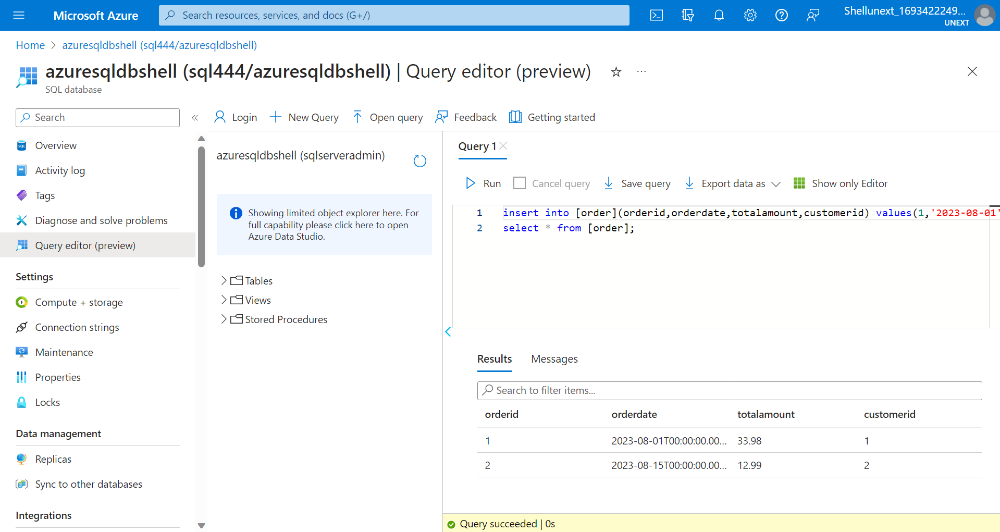 Microsoft Azure
Search resources, services, and docs (G+/)
Shellunext_1693422249...
UNEXT
Home > azuresqldbshell (sql444/azuresqldbshell)
azuresqldbshell (sql444/azuresqldbshell) | Query editor (preview)
SQL database
Search
Login
New Query
Open query
Feedback
Getting started
Overview
Activity log
Tags
Diagnose and solve problems
Query editor (preview)
Settings
Compute + storage
Connection strings
Maintenance
Properties
Locks
Data management
Replicas
Sync to other databases
Integrations
azuresqldbshell (sqlserveradmin)
Showing limited object explorer here. For
full capability please click here to open
Azure Data Studio.
Tables
Views
Stored Procedures
Query 1
Run
Cancel query
Save query
Export data as
Show only Editor
1 insert into [order](orderid,orderdate,totalamount,customerid) values(1,'2023-08-01'
2 select * from [order];
Results
Messages
Search to filter items...
orderid orderdate totalamount customerid
1 2023-08-01T00:00:00.00... 33.98 1
2 2023-08-15T00:00:00.00... 12.99 2
Query succeeded | 0s